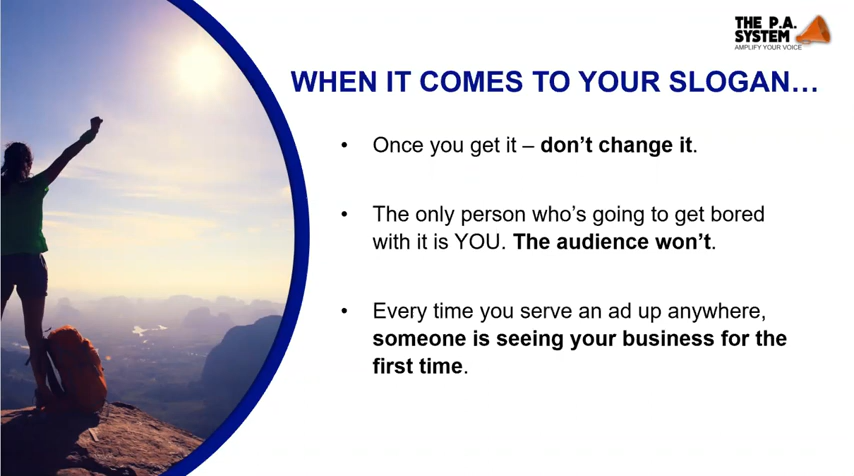 THE P.A.
SYSTEM
AMPLIFY YOUR VOICE
WHEN IT COMES TO YOUR SLOGAN…
• Once you get it – don’t change it.
• The only person who’s going to get bored
with it is YOU. The audience won’t.
• Every time you serve an ad up anywhere,
someone is seeing your business for the
first time.